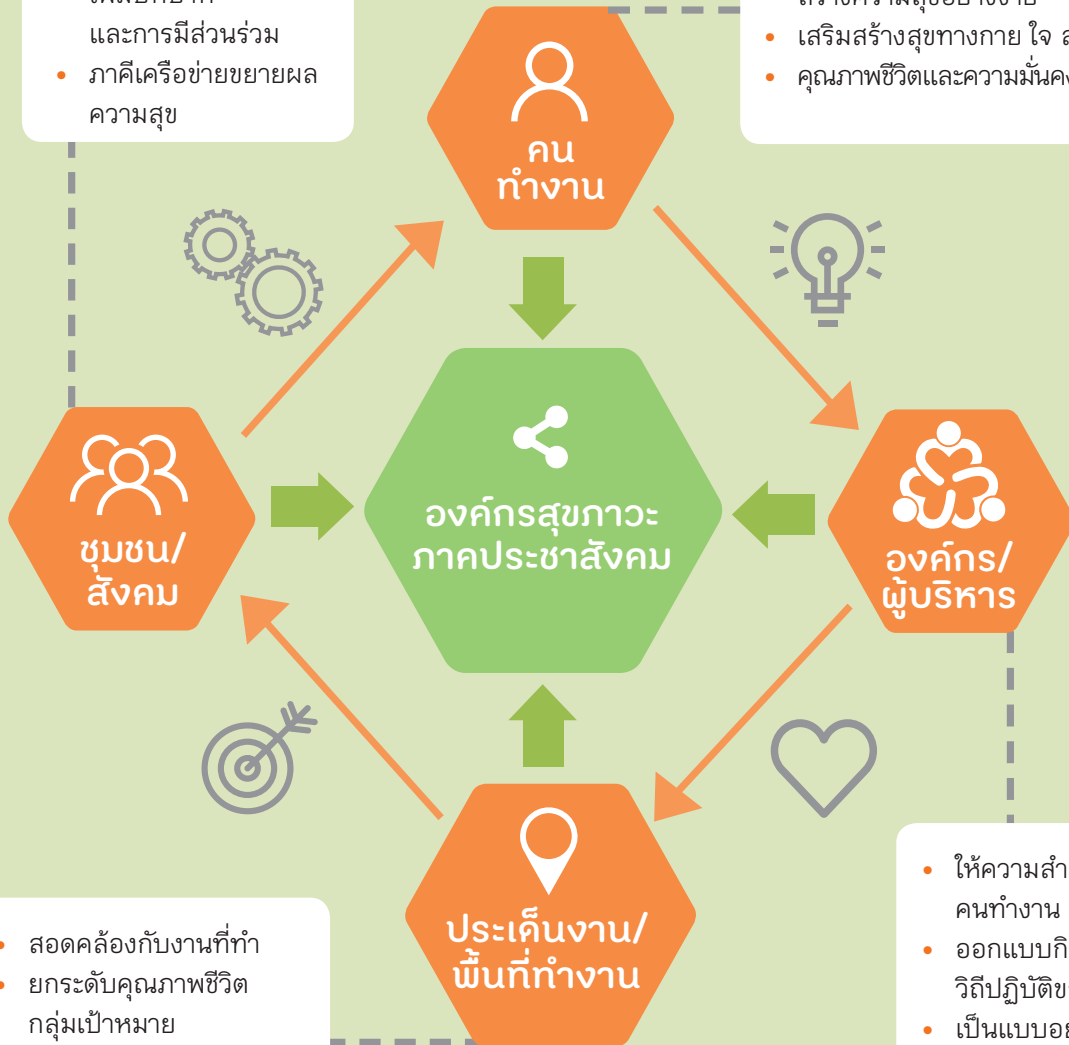 และการมีส่วนร่วม
• ภาคีเครือข่ายขยายผล
ความสุข
• เสริมสร้างสุขทางกาย ใจ
• คุณภาพชีวิตและความมั่นคง
คน
ทำงาน
องค์กรสุขภาวะ
ภาคประชาสังคม
ชุมชน/
สังคม
องค์กร/
ผู้บริหาร
ประเด็นงาน/
พื้นที่ทำงาน
• สอดคล้องกับงานที่ทำ
• ยกระดับคุณภาพชีวิต
กลุ่มเป้าหมาย
• ให้ความสำ
คนทำงาน
• ออกแบบกิ
วิถีปฏิบัติ
• เป็นแบบ